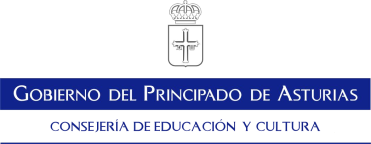 GOBIERNO DEL PRINCIPADO DE ASTURIAS
CONSEJERÍA DE EDUCACIÓN Y CULTURA